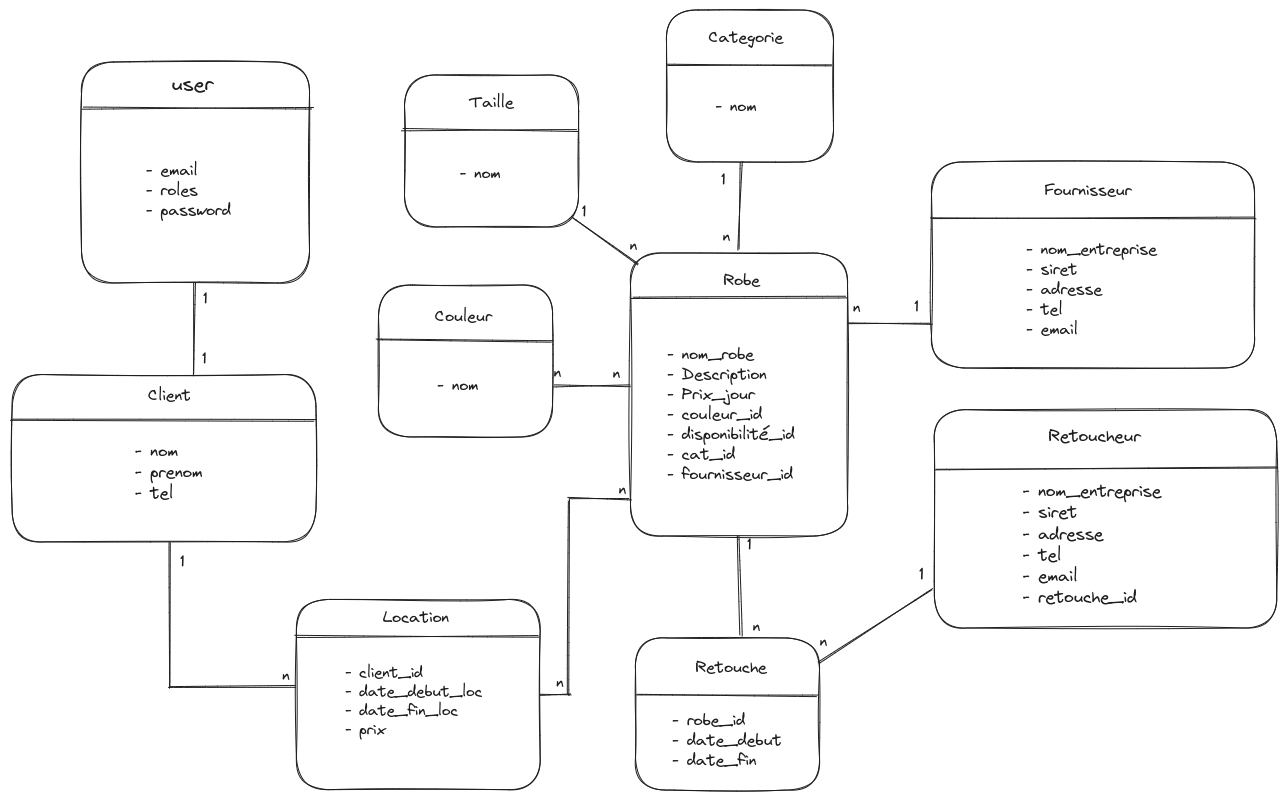 user
- email
- roles
- password
1
1
Client
- nom
- prenom
- tel
1
n
Taille
- nom
1
n
Categorie
- nom
1
n
Couleur
- nom
n
n
Robe
- nom_robe
- Description
- Prix_jour
- couleur_id
- disponibilité_id
- cat_id
- fournisseur_id
n
1
Fournisseur
- nom_entreprise
- siret
- adresse
- tel
- email
Retoucheur
- nom_entreprise
- siret
- adresse
- tel
- email
- retouche_id
1
n
Location
- client_id
- date_debut_loc
- date_fin_loc
- prix
n
n
1
n
Retouche
- robe_id
- date_debut
- date_fin